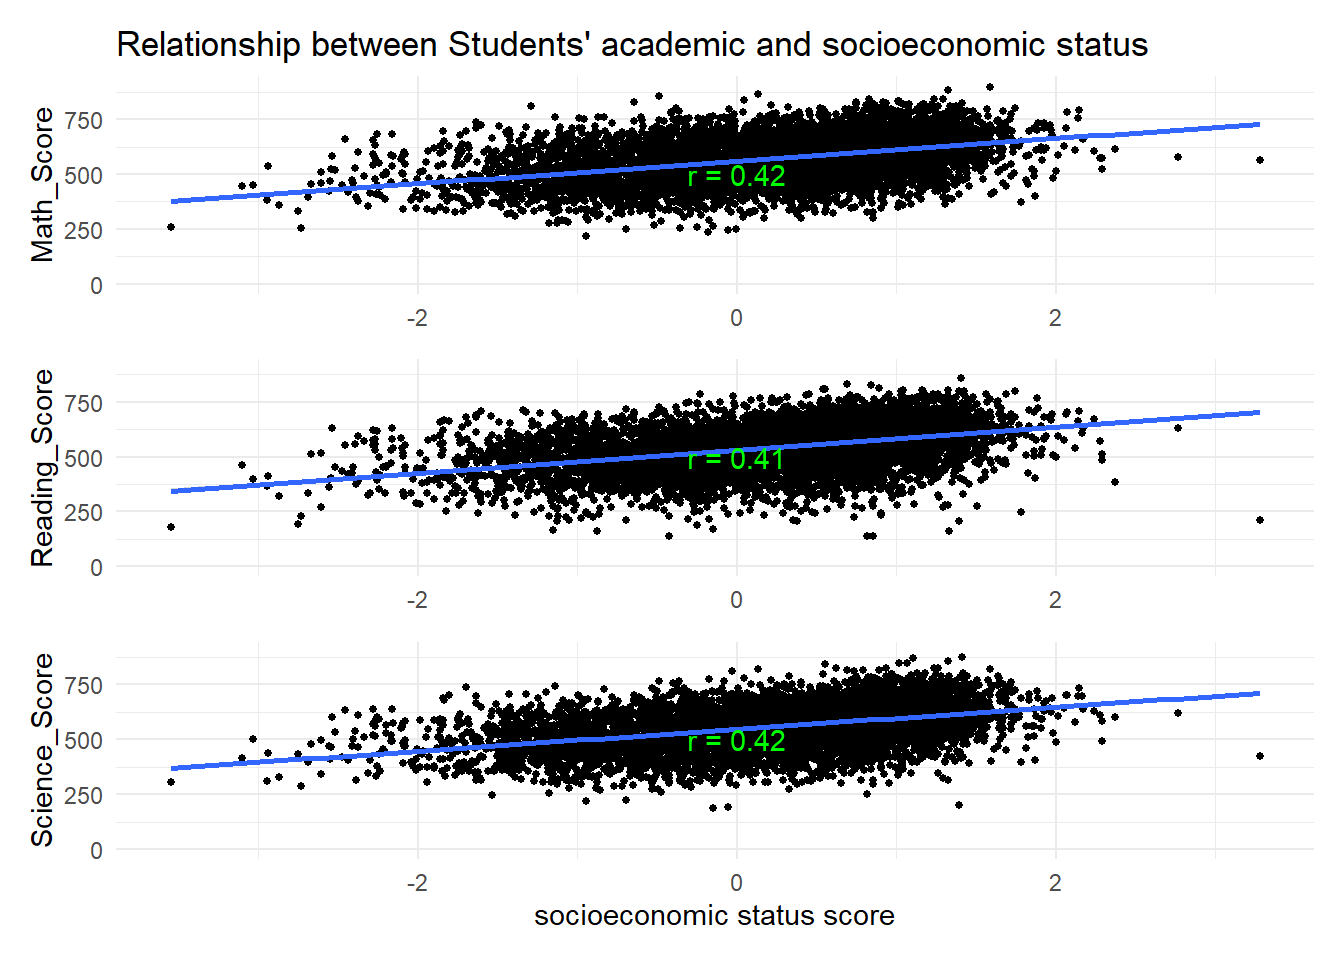 Relationship between Students' academic and socioeconomic status
Math_Score
750
500
250
0
r = 0.42
-2 0 2
Reading_Score
750
500
250
0
r = 0.41
-2 0 2
Science_Score
750
500
250
0
r = 0.42
-2 0 2
socioeconomic status score